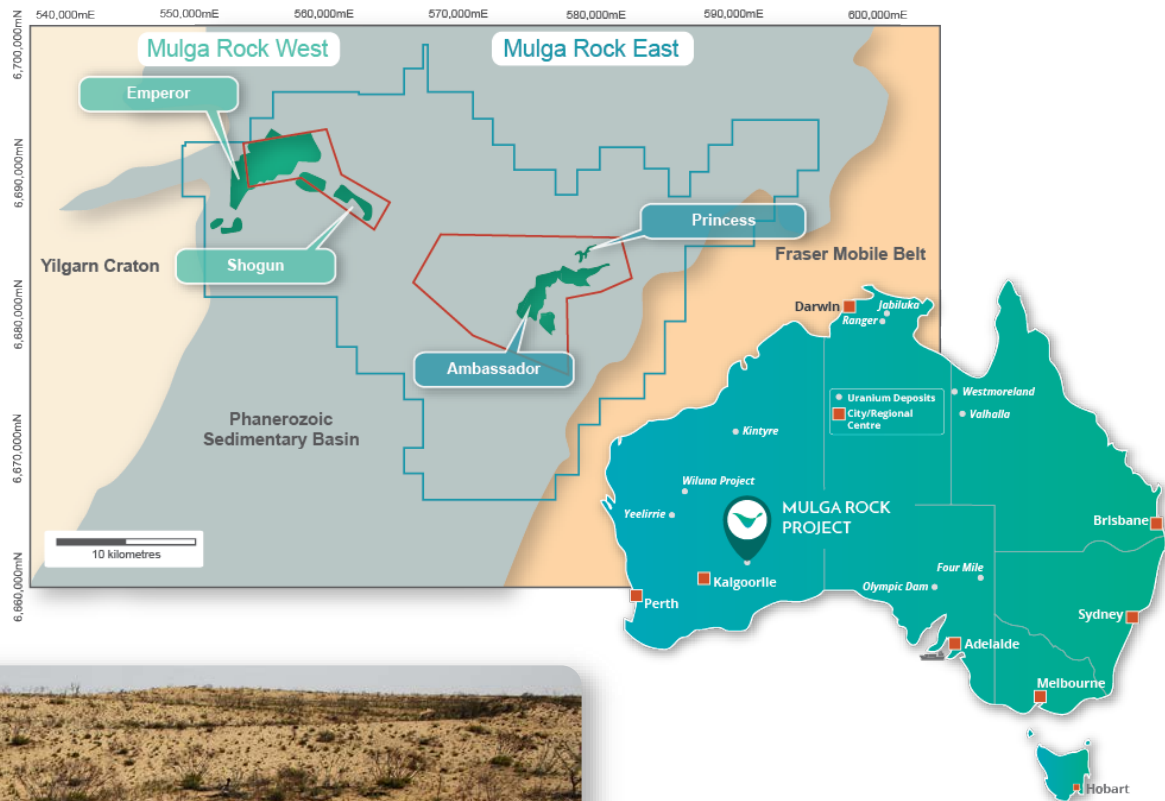 540,000mE
550,000mE
560,000mE
570,000mE
580,000mE
590,000mE
600,000mE
6,700,000mN
6,690,000mN
6,680,000mN
6,670,000mN
6,660,000mN
Mulga Rock West
Mulga Rock East
Emperor
Shogun
Princess
Ambassador
Yilgarn Craton
Fraser Mobile Belt
Phanerozoic
Sedimentary Basin
10 kilometres
Darwin
Jabiluka
Ranger
Uranium Deposits
City/Regional
Centre
Westmoreland
Valhalla
Kintyre
Wiluna Project
Yeelirrie
MULGA ROCK
PROJECT
Brisbane
Four Mile
Olympic Dam
Kalgoorlie
Perth
Sydney
Adelaide
Melbourne
Hobart